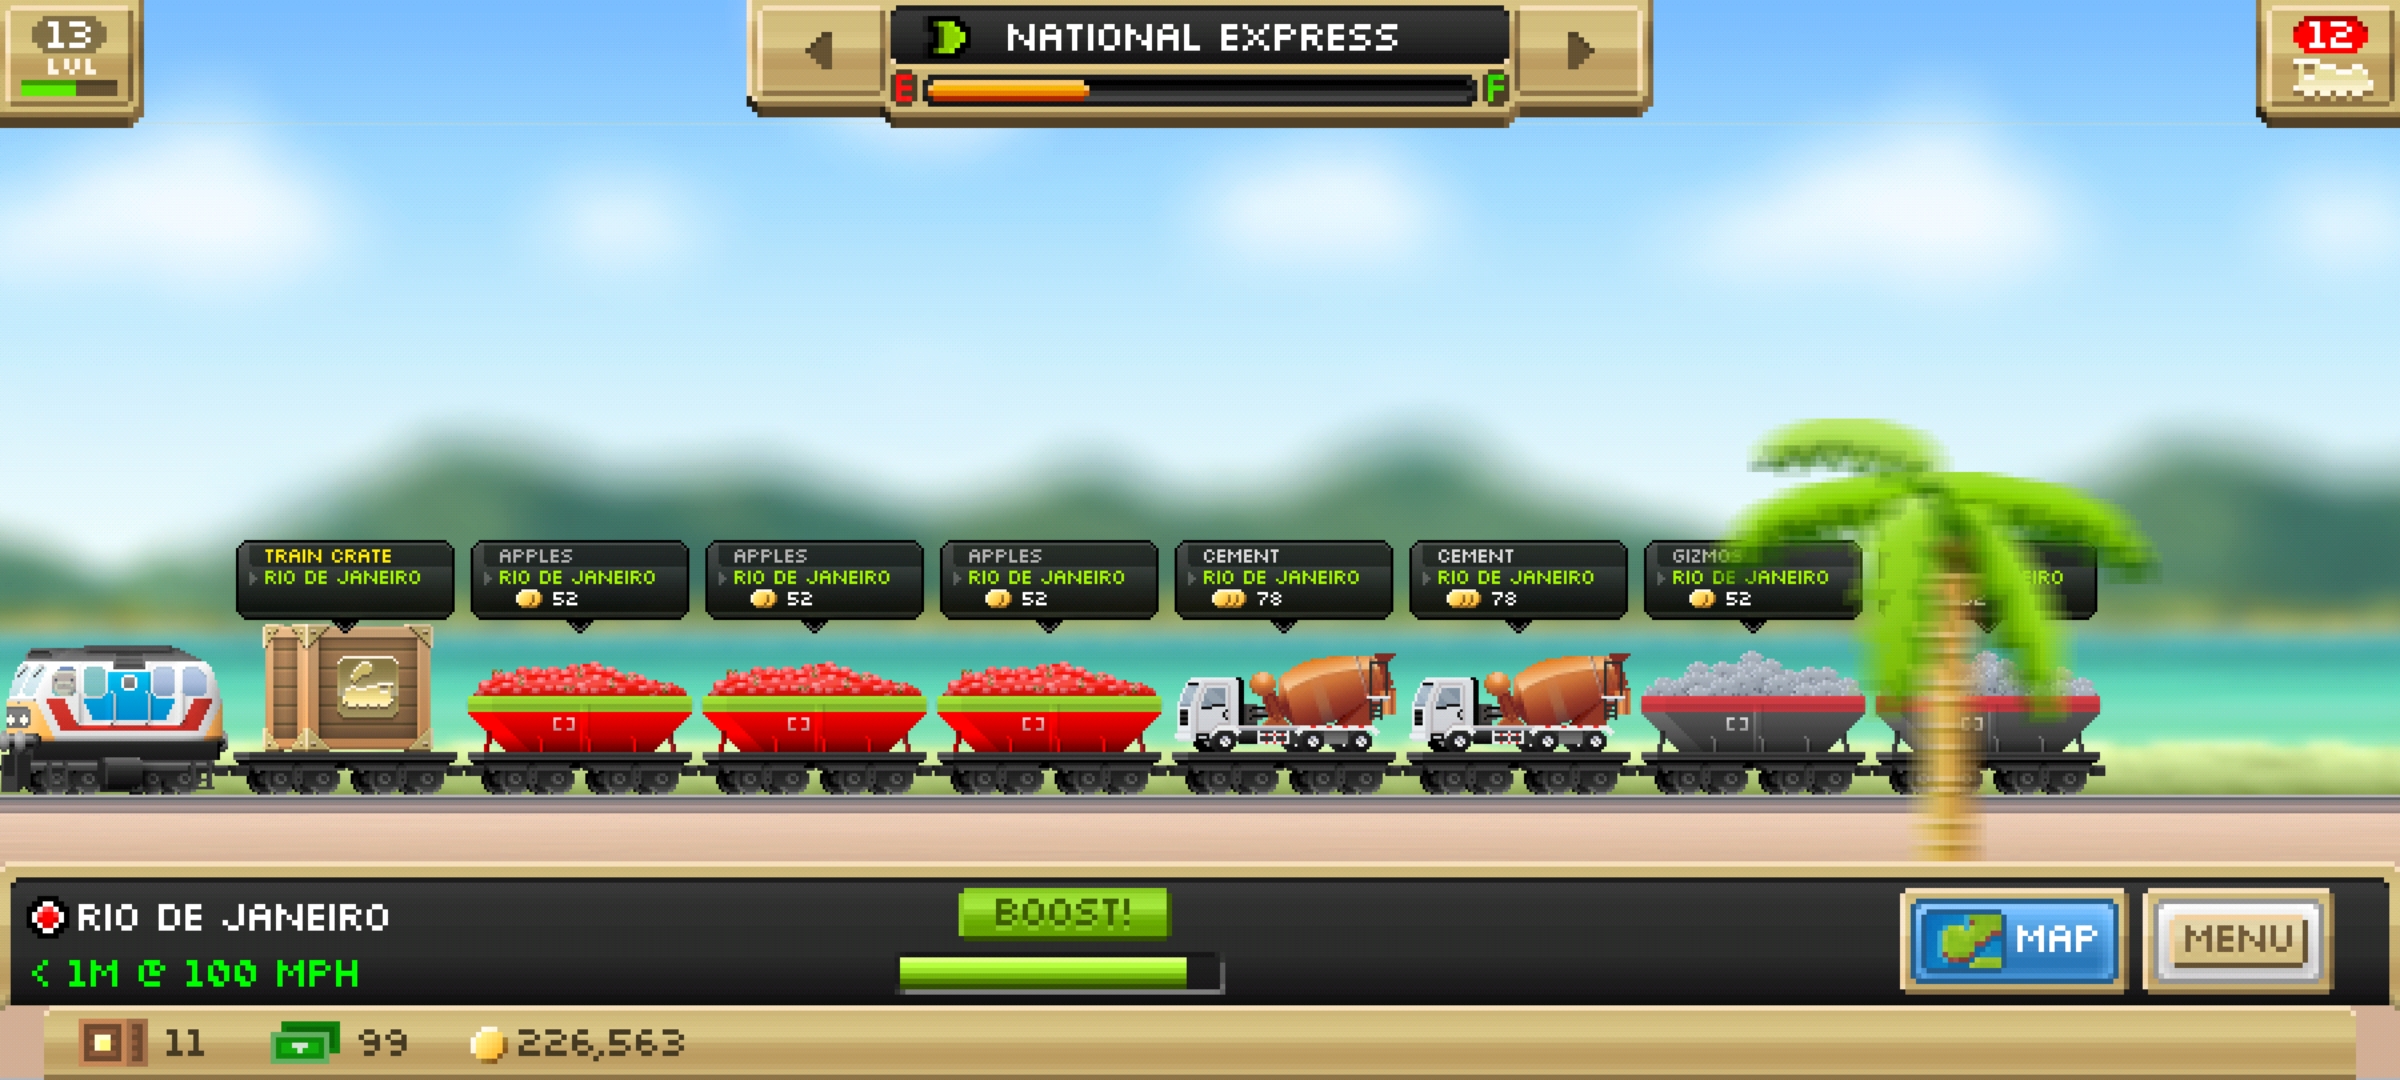 13
LVL
NATIONAL EXPRESS
E
F
12
TRAIN CRATE
RIO DE JANEIRO
APPLES
RIO DE JANEIRO
52
APPLES
RIO DE JANEIRO
52
APPLES
RIO DE JANEIRO
52
CEMENT
RIO DE JANEIRO
78
CEMENT
RIO DE JANEIRO
78
GIZMOS
RIO DE JANEIRO
52
RIO DE JANEIRO
< 1M @ 100 MPH
BOOST!
MAP
MENU
11
99
226,563